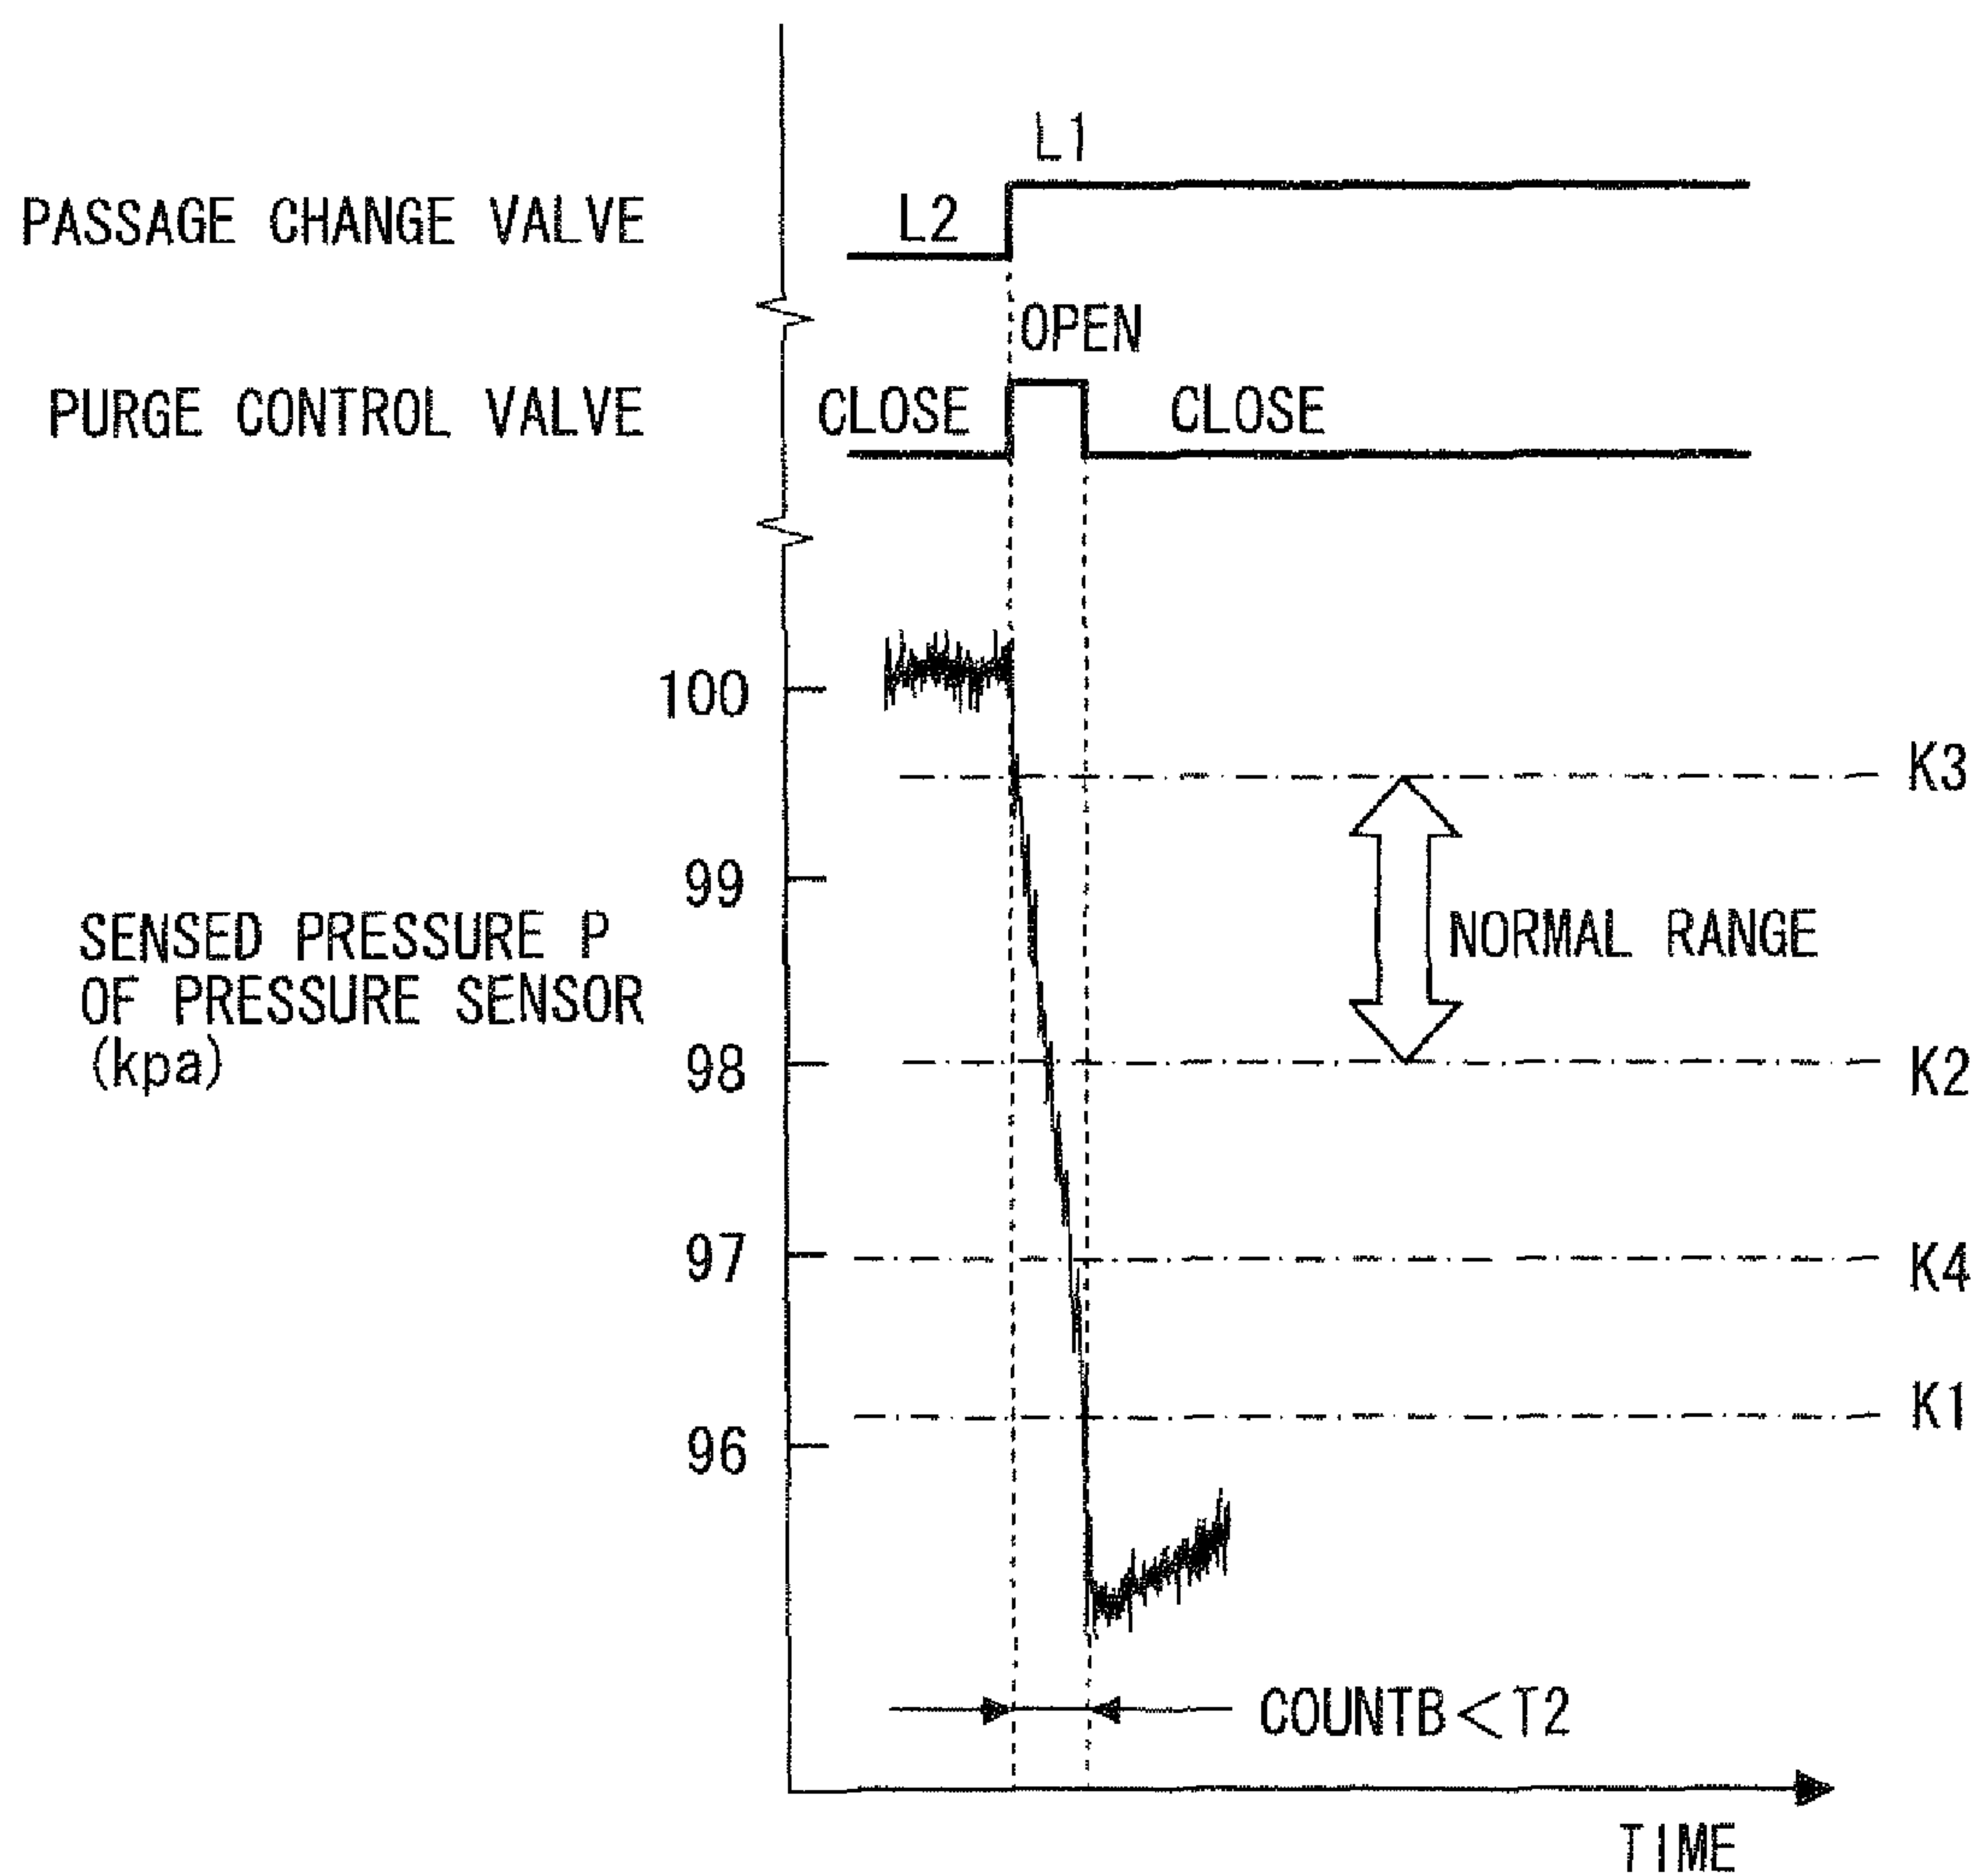 L1
PASSAGE CHANGE VALVE
L2
OPEN
PURGE CONTROL VALVE
CLOSE
CLOSE
100
K3
99
SENSED PRESSURE P
OF PRESSURE SENSOR
(kpa)
NORMAL RANGE
98
K2
97
K4
96
K1
COUNTB<T2
TIME